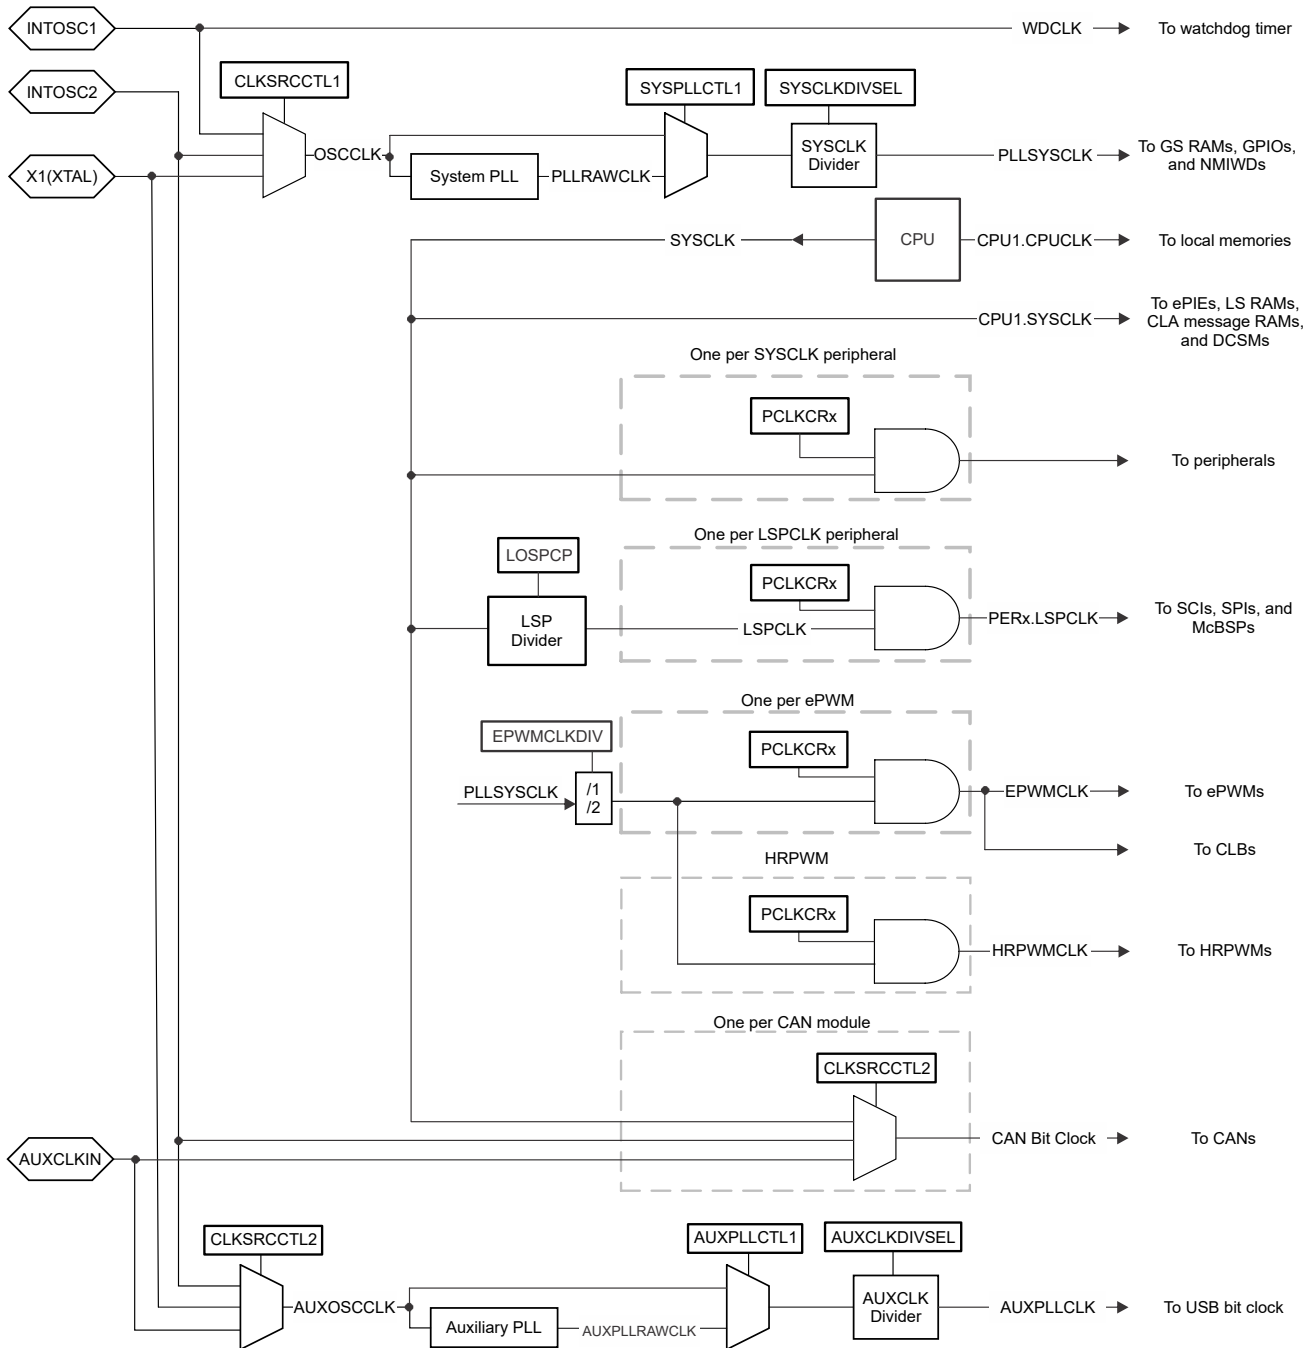 INTOSC1
WDCLK
To watchdog timer
INTOSC2
CLKSRCCTL1
SYSPLLCTL1
SYSCLKDIVSEL
X1(XTAL)
OSCCLK
System PLL
PLLRAWCLK
SYSCLK
Divider
PLLSYSCLK
To GS RAMs, GPIOs,
and NMIWDs
SYSCLK
CPU
CPU1.CPUCLK
To local memories
CPU1.SYSCLK
To ePIEs, LS RAMs,
CLA message RAMs,
and DCSMs
One per SYSCLK peripheral
PCLKCRx
To peripherals
One per LSPCLK peripheral
LOSPCP
PCLKCRx
LSP
Divider
LSPCLK
PERx.LSPCLK
To SCIs, SPIs, and
McBSPs
One per ePWM
EPWMCLKDIV
PCLKCRx
PLLSYSCLK
/1
/2
EPWMCLK
To ePWMs
To CLBs
HRPWM
PCLKCRx
HRPWMCLK
To HRPWMs
One per CAN module
CLKSRCCTL2
CAN Bit Clock
To CANs
AUXCLKIN
CLKSRCCTL2
AUXPLLCTL1
AUXCLKDIVSEL
AUXOSCCLK
Auxiliary PLL
AUXPLLRAWCLK
AUXCLK
Divider
AUXPLLCLK
To USB bit clock